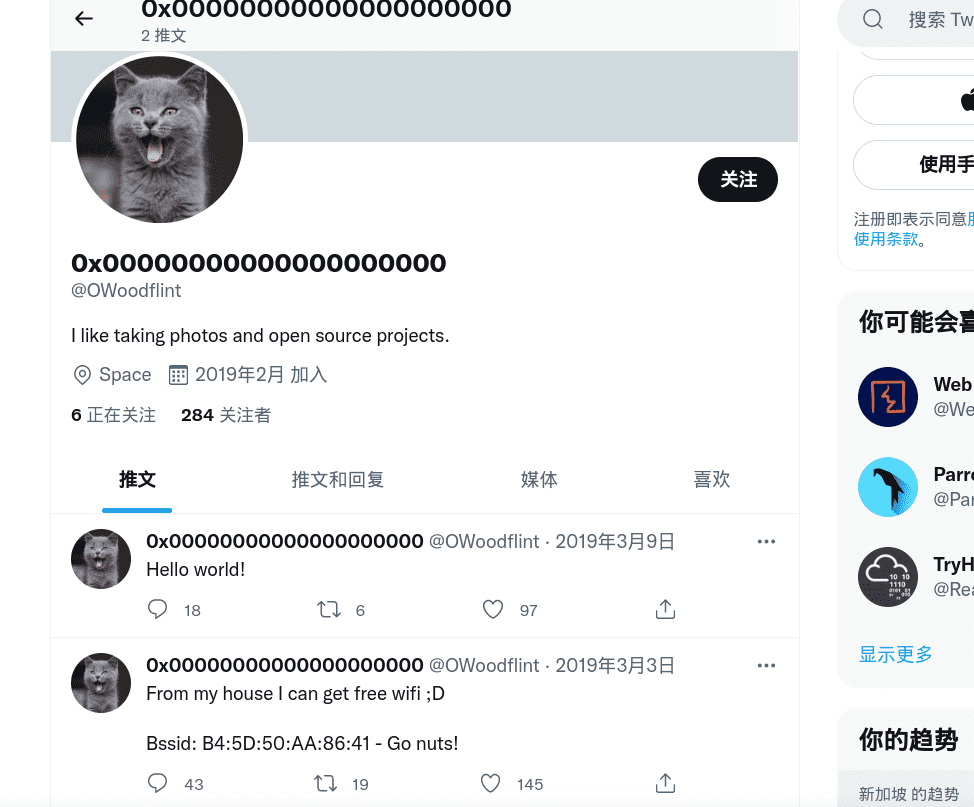 0x00000000000000000000
2 推文
搜索 Tw
关注
使用手
注册即表示同意
使用条款。
0x00000000000000000000
@OWoodflint
I like taking photos and open source projects.
Space 2019年2月 加入
6 正在关注 284 关注者
推文 推文和回复 媒体 喜欢
0x00000000000000000000 @OWoodflint · 2019年3月9日
Hello world!
18 6 97
0x00000000000000000000 @OWoodflint · 2019年3月3日
From my house I can get free wifi ;D
Bssid: B4:5D:50:AA:86:41 - Go nuts!
43 19 145
你可能会喜
Web
@We
Parro
@Par
TryH
@Rea
显示更多
你的趋势
新加坡 的趋势